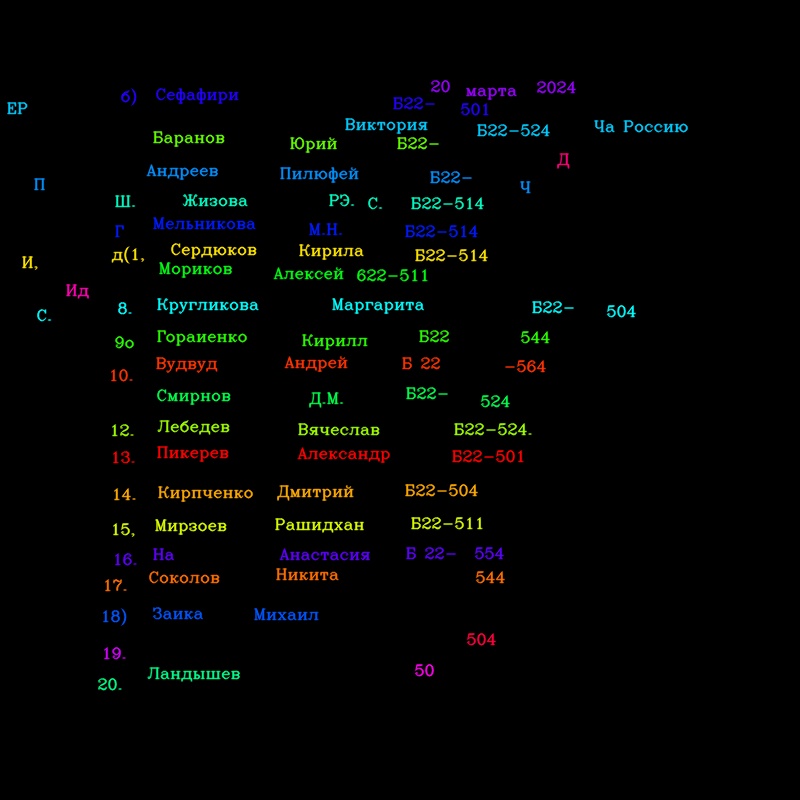 20 марта 2024
б) Сефафири Б22- 501
ЕР Виктория Б22-524 Ча Россию
Баранов Юрий Б22-
Д
П Андреев Пилюфей Б22- Ч
Ш. Жизова РЭ. С. Б22-514
Г Мельникова М.Н. Б22-514
И, д(1, Сердюков Кирила Б22-514
Мориков Алексей 622-511
Ид
С. 8. Кругликова Маргарита Б22- 504
9о Гораиенко Кирилл Б22 544
10. Вудвуд Андрей Б 22 -564
Смирнов Д.М. Б22- 524
12. Лебедев Вячеслав Б22-524.
13. Пикерев Александр Б22-501
14. Кирпченко Дмитрий Б22-504
15, Мирзоев Рашидхан Б22-511
16. На Анастасия Б 22- 554
17. Соколов Никита 544
18) Заика Михаил
19. 504
20. Ландышев 50